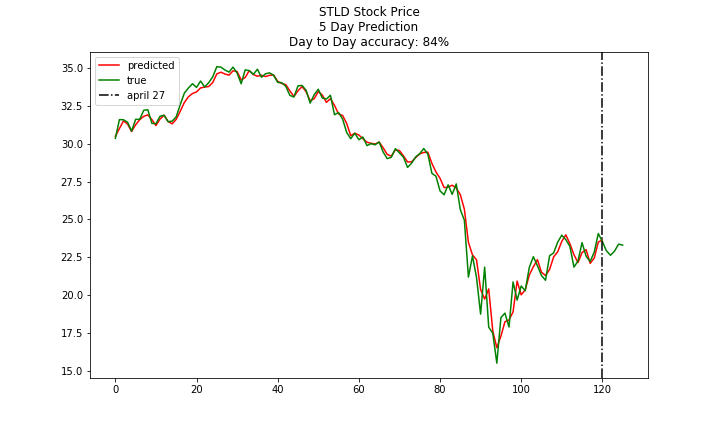 STLD Stock Price
5 Day Prediction
Day to Day accuracy: 84%
predicted
true
april 27
35.0
32.5
30.0
27.5
25.0
22.5
20.0
17.5
15.0
0 20 40 60 80 100 120